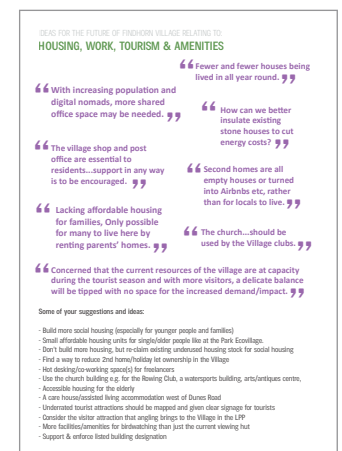 IDEAS FOR THE FUTURE OF FINDHORN VILLAGE RELATING TO:
HOUSING, WORK, TOURISM & AMENITIES
“ Fewer and fewer houses being
lived in all year round. ”
“ With increasing population and
digital nomads, more shared
office space may be needed. ”
“ How can we better
insulate existing
stone houses to cut
energy costs? ”
“ The village shop and post
office are essential to
residents...support in any way
is to be encouraged. ”
“ Second homes are all
empty houses or turned
into Airbnbs etc, rather
than for locals to live. ”
“ Lacking affordable housing
for families, Only possible
for many to live here by
renting parents’ homes. ”
“ The church...should be
used by the Village clubs. ”
“ Concerned that the current resources of the village are at capacity
during the tourist season and with more visitors, a delicate balance
will be tipped with no space for the increased demand/impact. ”
Some of your suggestions and ideas:
- Build more social housing (especially for younger people and families)
- Small affordable housing units for single/older people like at the Park Ecovillage.
- Don't build more housing, but re-claim existing underused housing stock for social housing
- Find a way to reduce 2nd home/holiday let ownership in the Village
- Hot desking/co-working space(s) for freelancers
- Use the church building e.g. for the Rowing Club, a watersports building, arts/antiques centre,
- Accessible housing for the elderly
- A care house/assisted living accommodation west of Dunes Road
- Underrated tourist attractions should be mapped and given clear signage for tourists
- Consider the visitor attraction that angling brings to the Village in the LPP
- More facilities/amenities for birdwatching than just the current viewing hut
- Support & enforce listed building designation